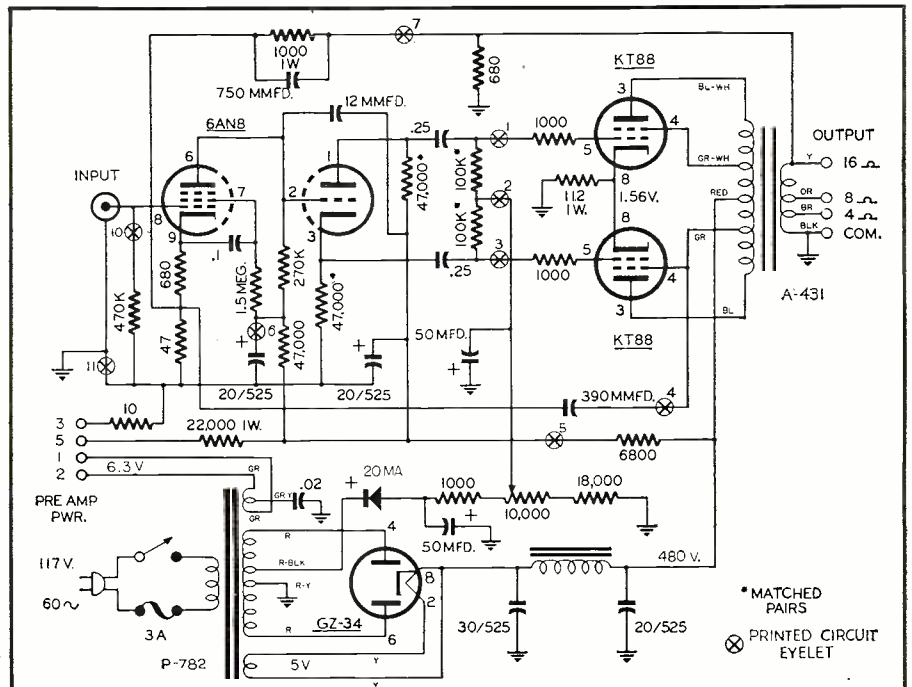 7
1000
1W
750 MMFD.
680
KT88
3
BL-WH
12 MMFD.
6AN8
.25
1
1000
5
4
GR-WH
OUTPUT
Y
16 Ω
INPUT
6
7
8
9
1
2
3
47,000*
100K*
2
100K*
3
11.2
1W.
8
1.56V.
8
RED
GR
OR
8 Ω
BR
4 Ω
BLK
COM.
10
.1
680
1.5 MEG.
270K
47,000*
.25
1000
5
4
3
BL
A-431
KT88
470K
47
11
+
6
47,000
20/525
+
20/525
50 MFD.
+
390 MMFD.
4
3
10
5
22,000 1W.
5
6800
1
2
6.3 V
GR
GR Y
.02
GR
PRE AMP
PWR.
+
20 MA
+
1000
10,000
18,000
50 MFD.
117 V.
60 ~
3A
P-782
R
R-BLK
R-Y
R
4
8
2
6
GZ-34
5V
Y
Y
480 V.
30/525
20/525
*MATCHED
PAIRS
PRINTED CIRCUIT
EYELET